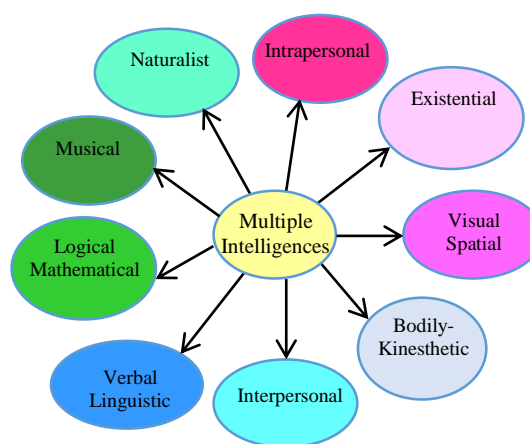 Intrapersonal
Naturalist
Existential
Musical
Multiple
Intelligences
Visual
Spatial
Logical
Mathematical
Bodily-
Kinesthetic
Verbal
Linguistic
Interpersonal